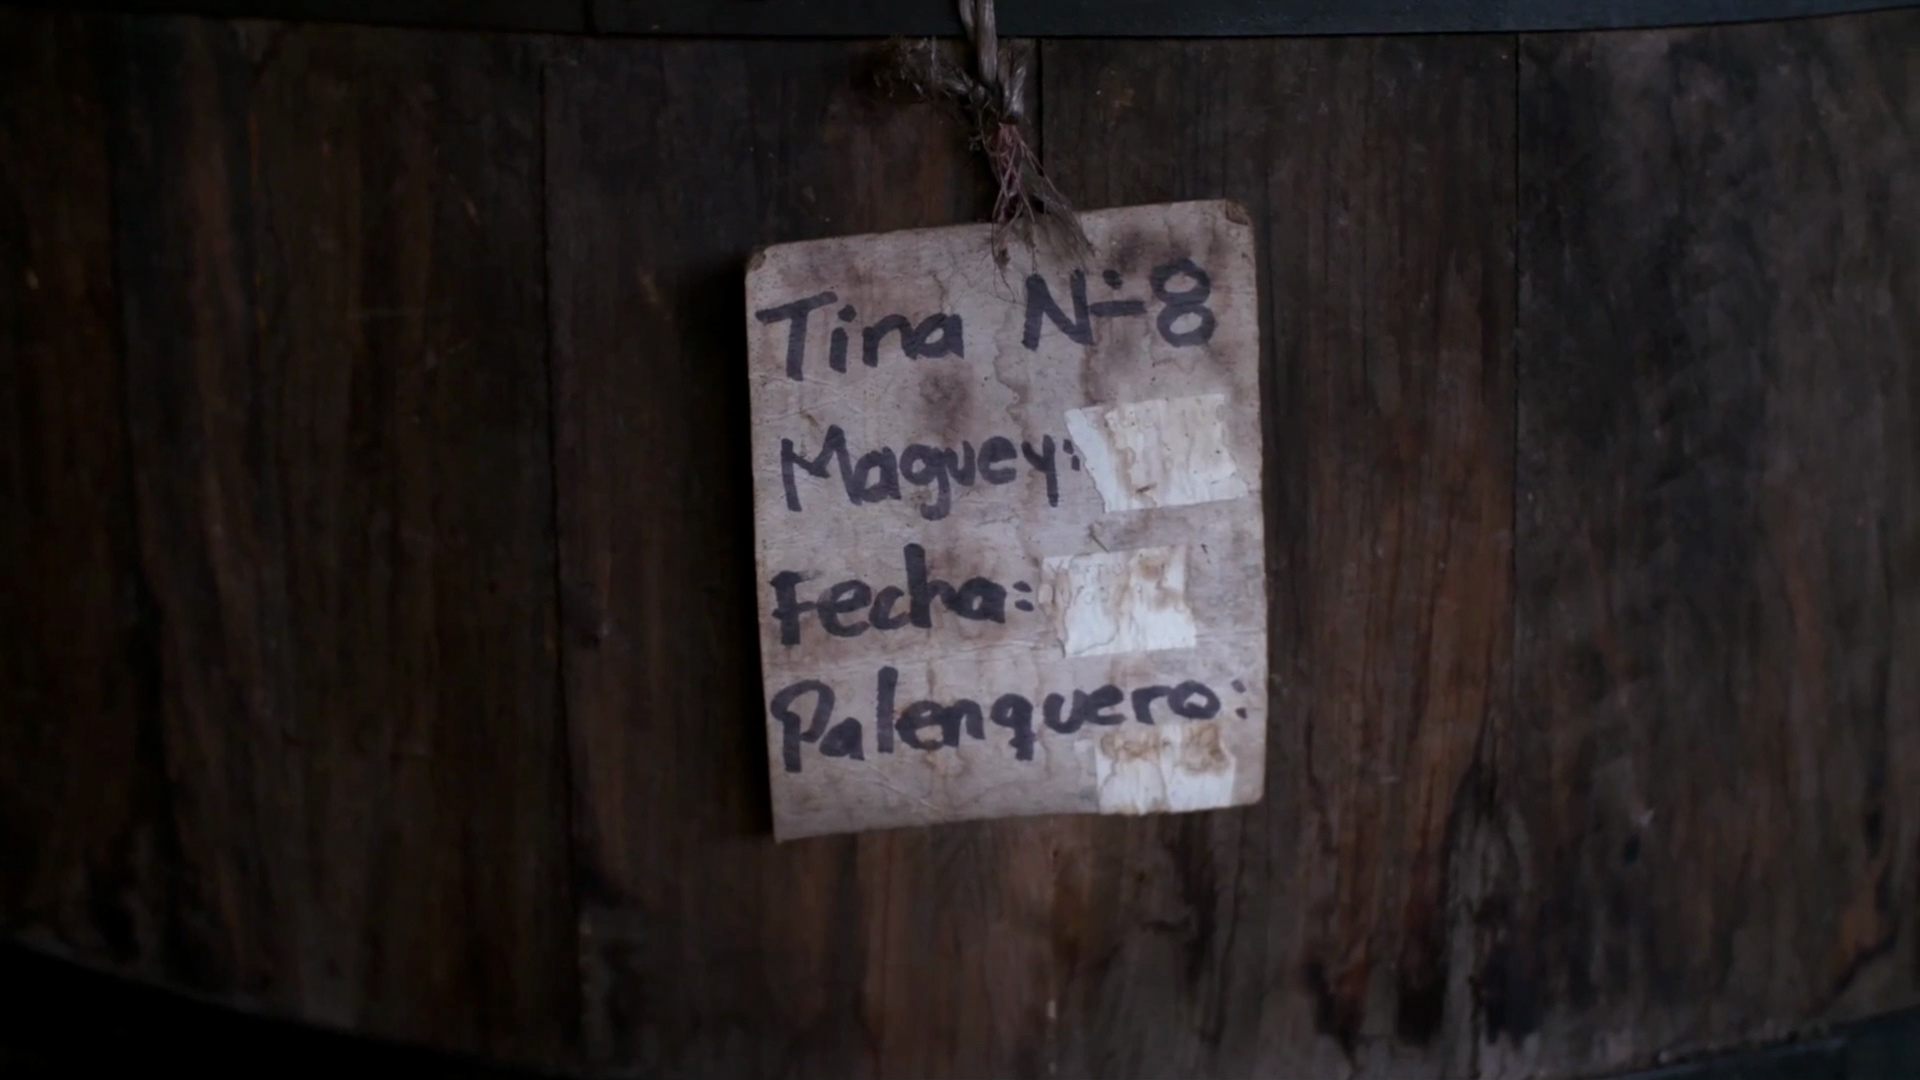 Tina N-8
Maguey:
Fecha:
Palenquero: